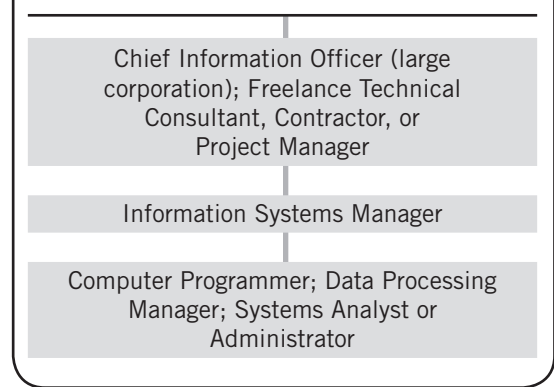 Chief Information Officer (large
corporation); Freelance Technical
Consultant, Contractor, or
Project Manager
Information Systems Manager
Computer Programmer; Data Processing
Manager; Systems Analyst or
Administrator